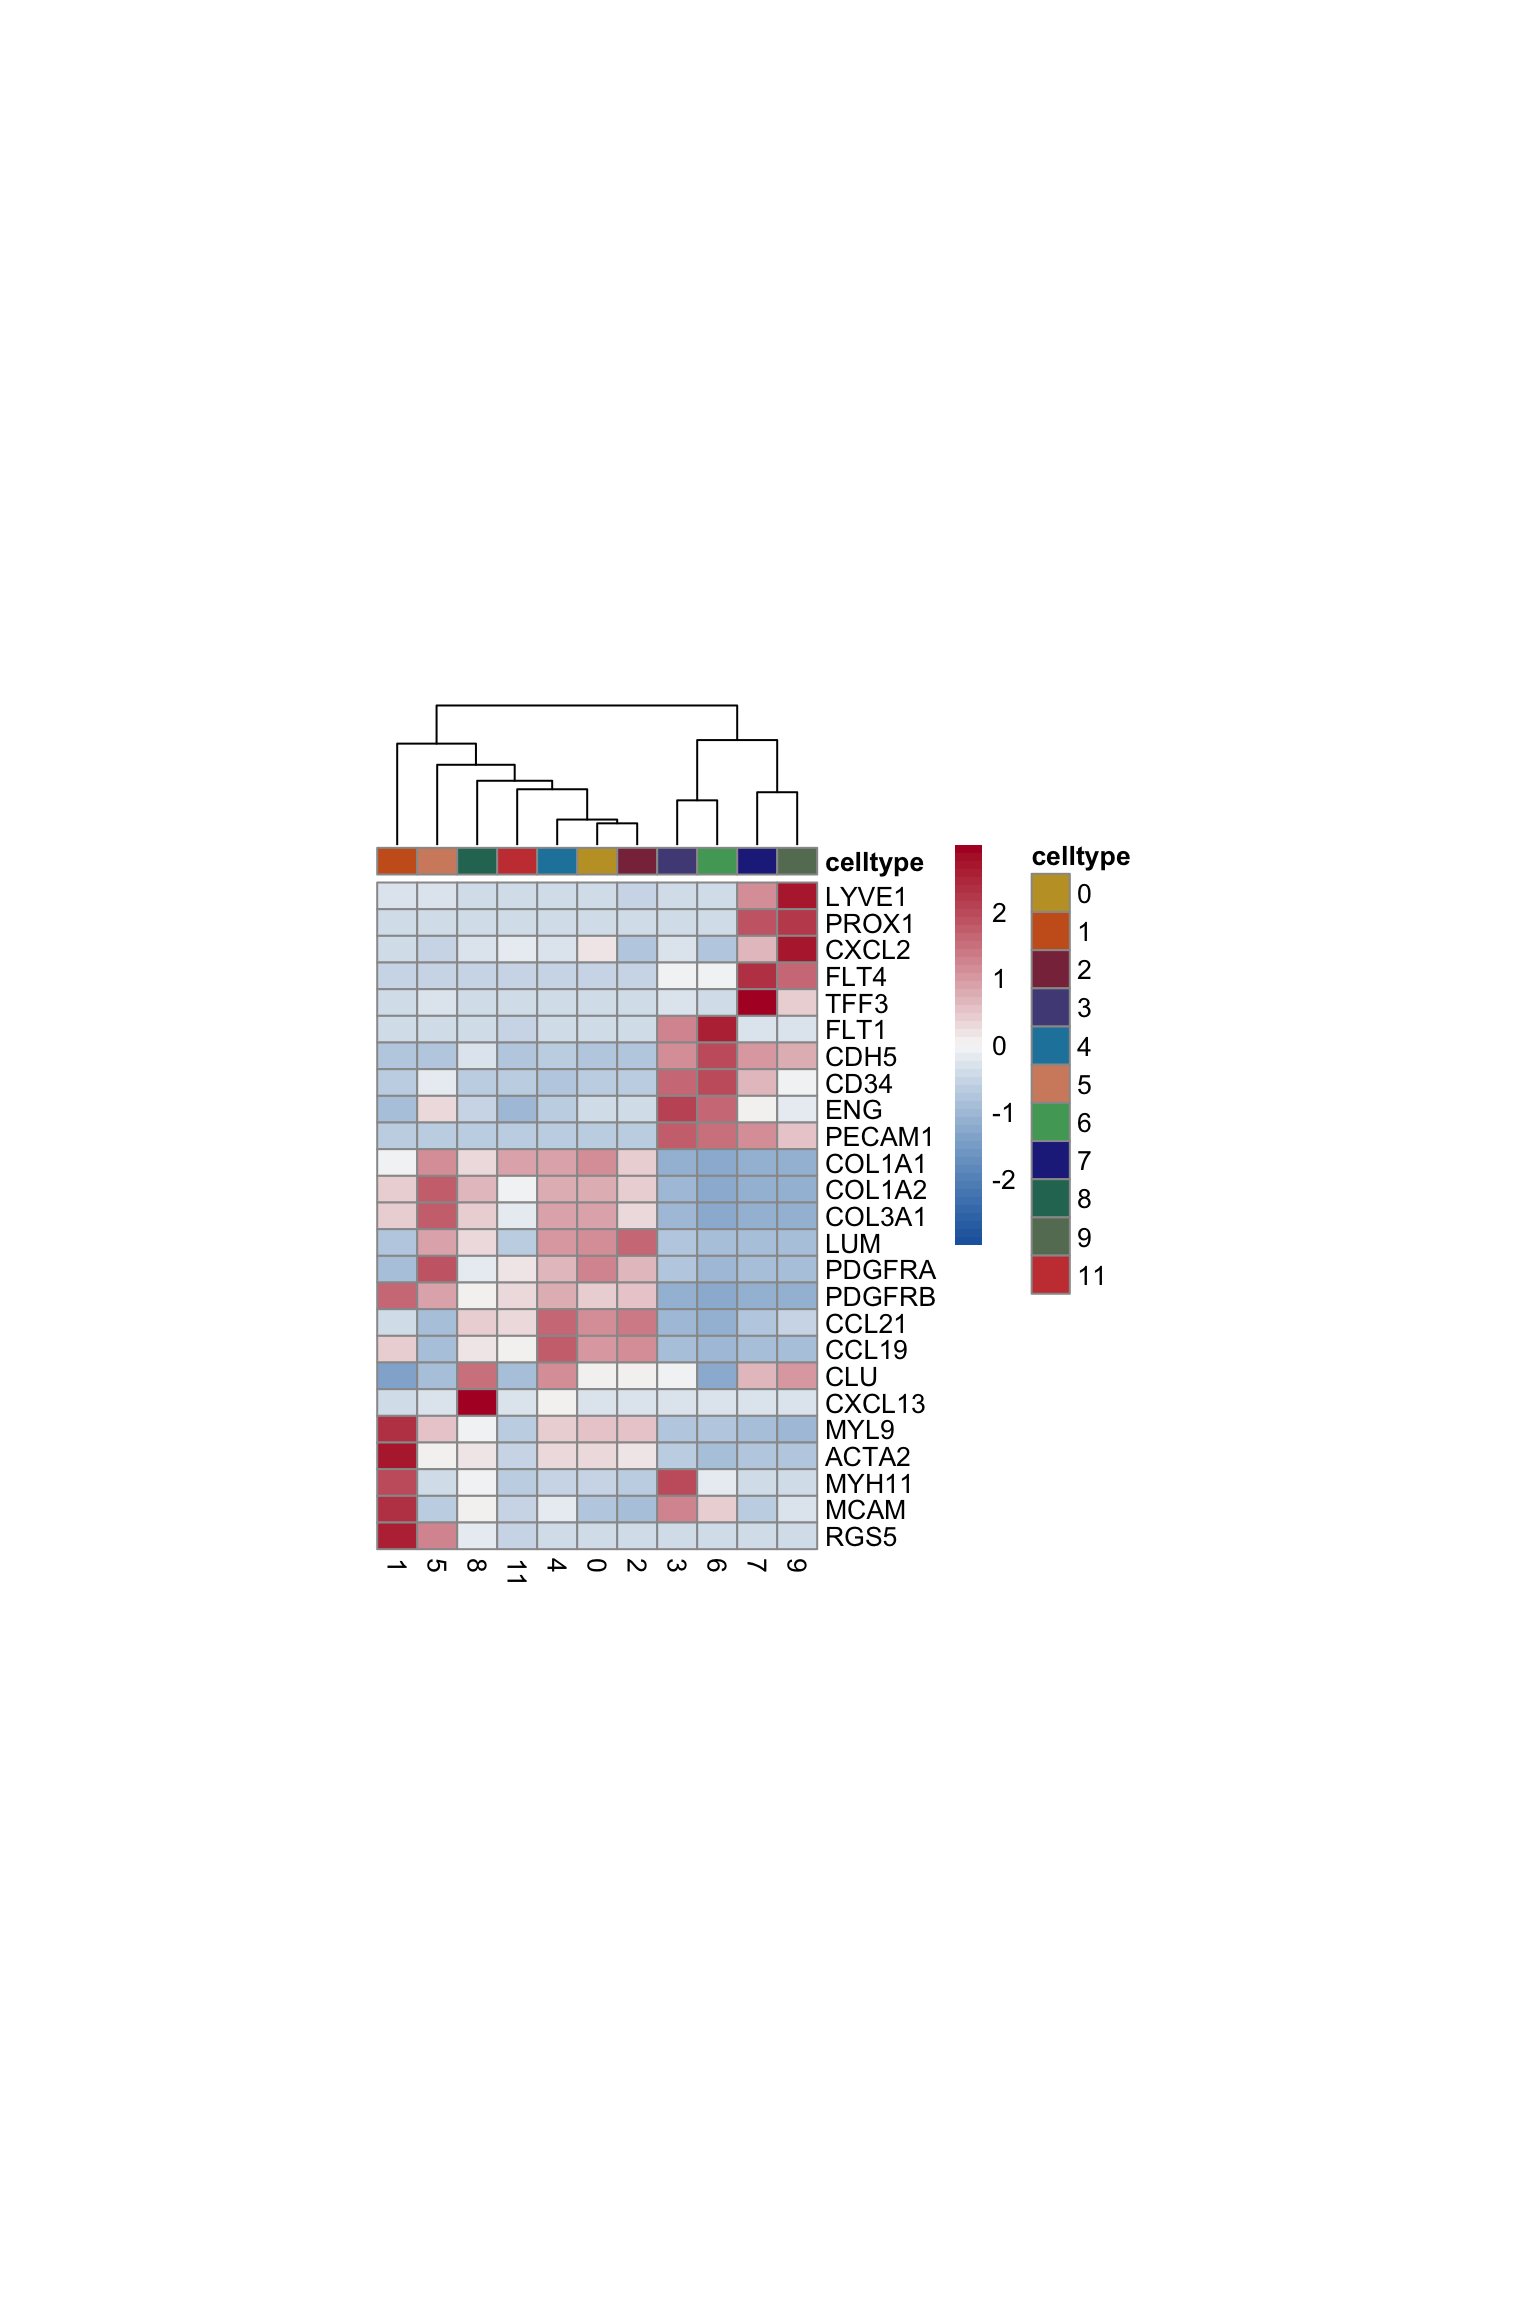 celltype
LYVE1
PROX1
CXCL2
FLT4
TFF3
FLT1
CDH5
CD34
ENG
PECAM1
COL1A1
COL1A2
COL3A1
LUM
PDGFRA
PDGFRB
CCL21
CCL19
CLU
CXCL13
MYL9
ACTA2
MYH11
MCAM
RGS5
1 5 8 11 4 0 2 3 6 7 9
2
1
0
-1
-2
celltype
0
1
2
3
4
5
6
7
8
9
11